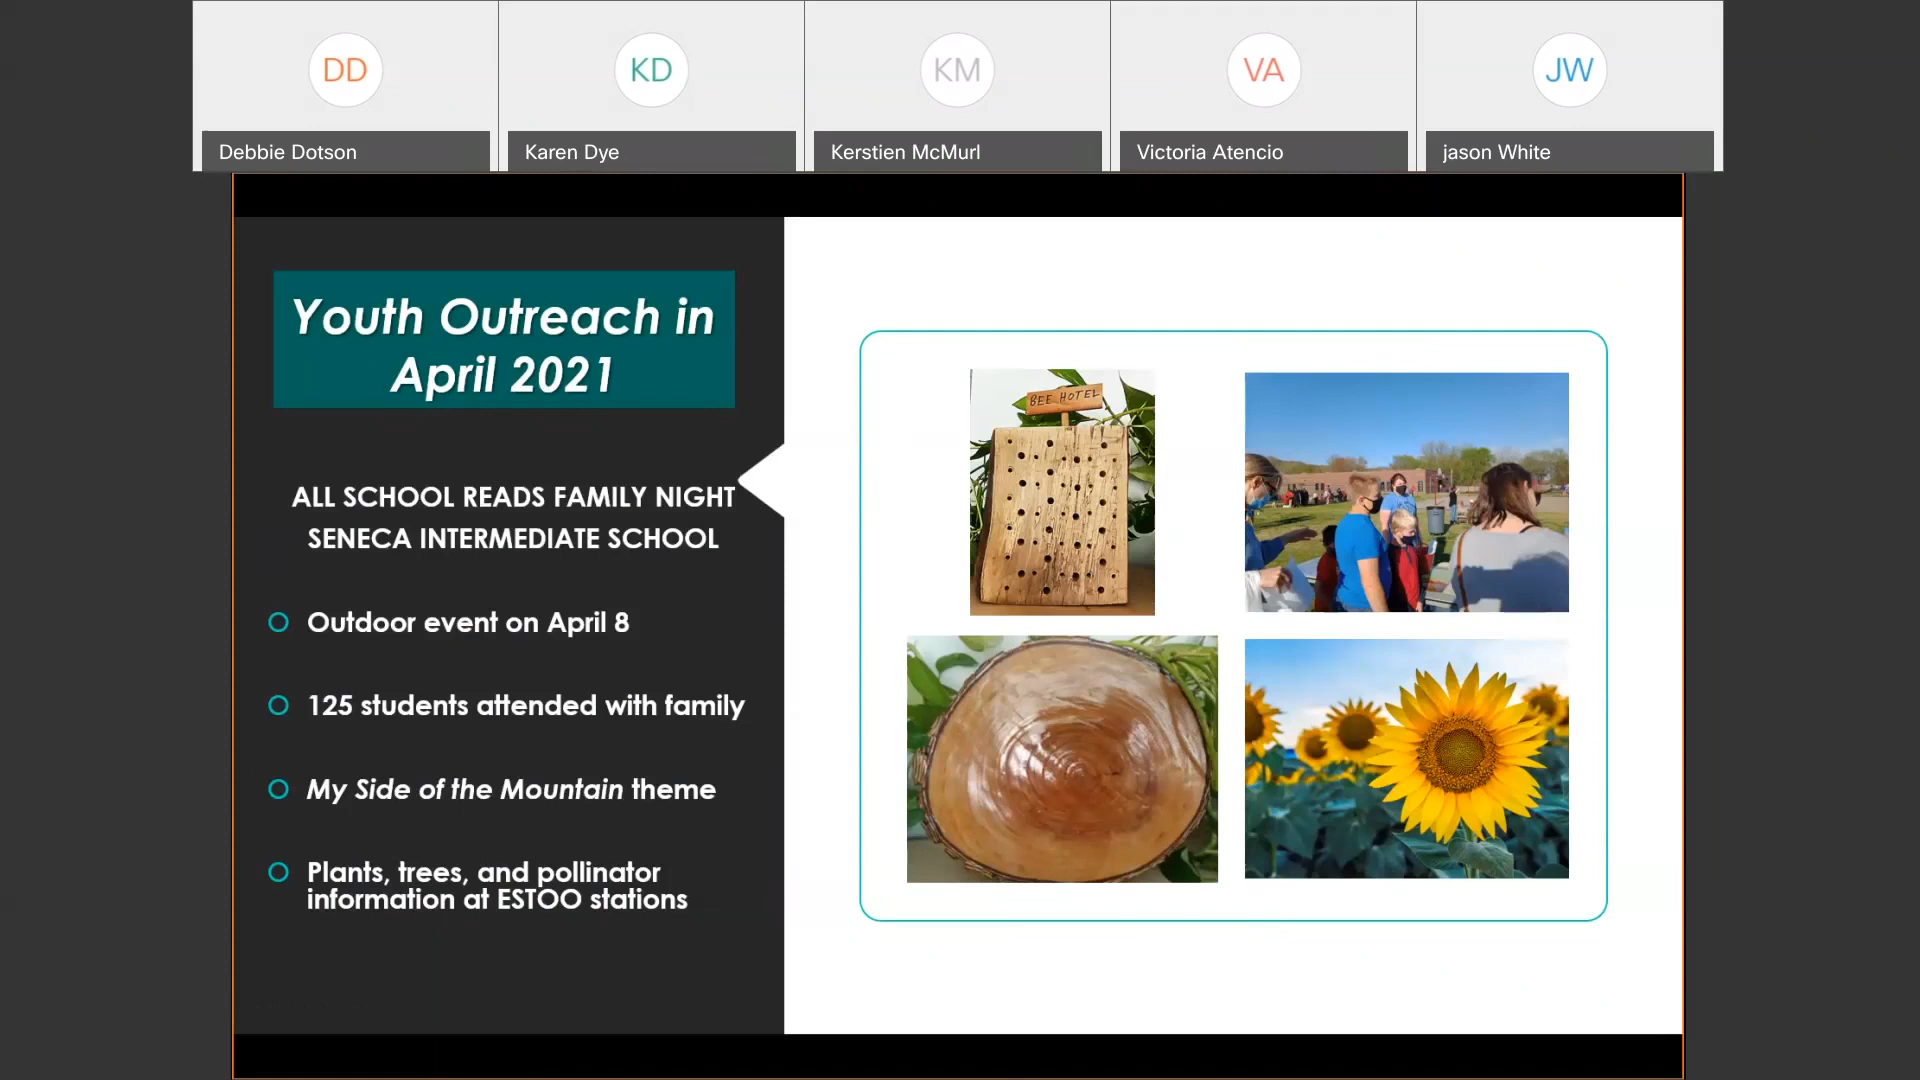 DD
KD
KM
VA
JW
Debbie Dotson
Karen Dye
Kerstien McMurl
Victoria Atencio
jason White
Youth Outreach in
April 2021
ALL SCHOOL READS FAMILY NIGHT
SENECA INTERMEDIATE SCHOOL
Outdoor event on April 8
125 students attended with family
My Side of the Mountain theme
Plants, trees, and pollinator
information at ESTOO stations
BEE HOTEL